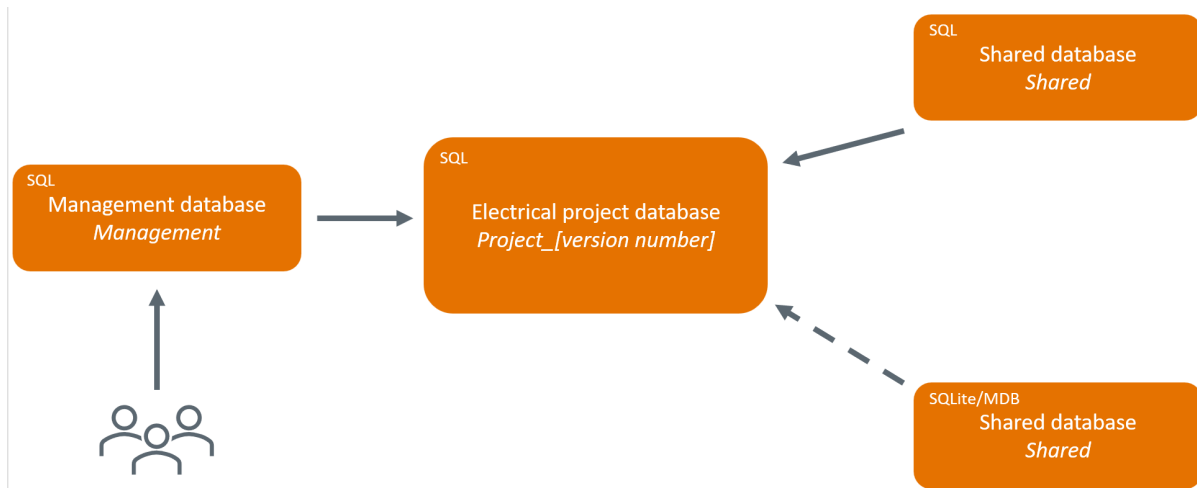 SQL
Shared database
Shared
SQL
Management database
Management
SQL
Electrical project database
Project_[version number]
SQLite/MDB
Shared database
Shared